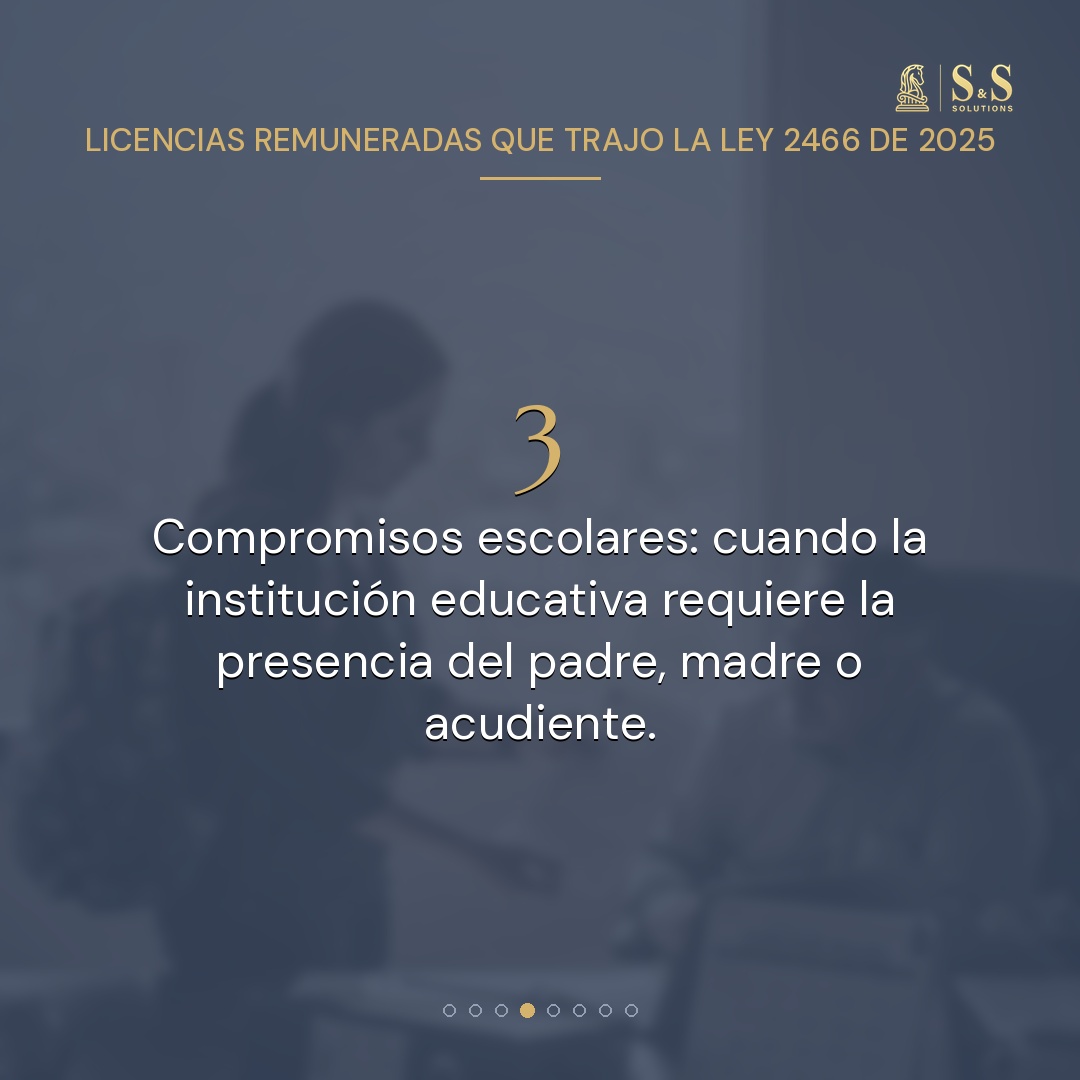 S&S
SOLUTIONS
LICENCIAS REMUNERADAS QUE TRAJO LA LEY 2466 DE 2025
3
Compromisos escolares: cuando la
institución educativa requiere la
presencia del padre, madre o
acudiente.